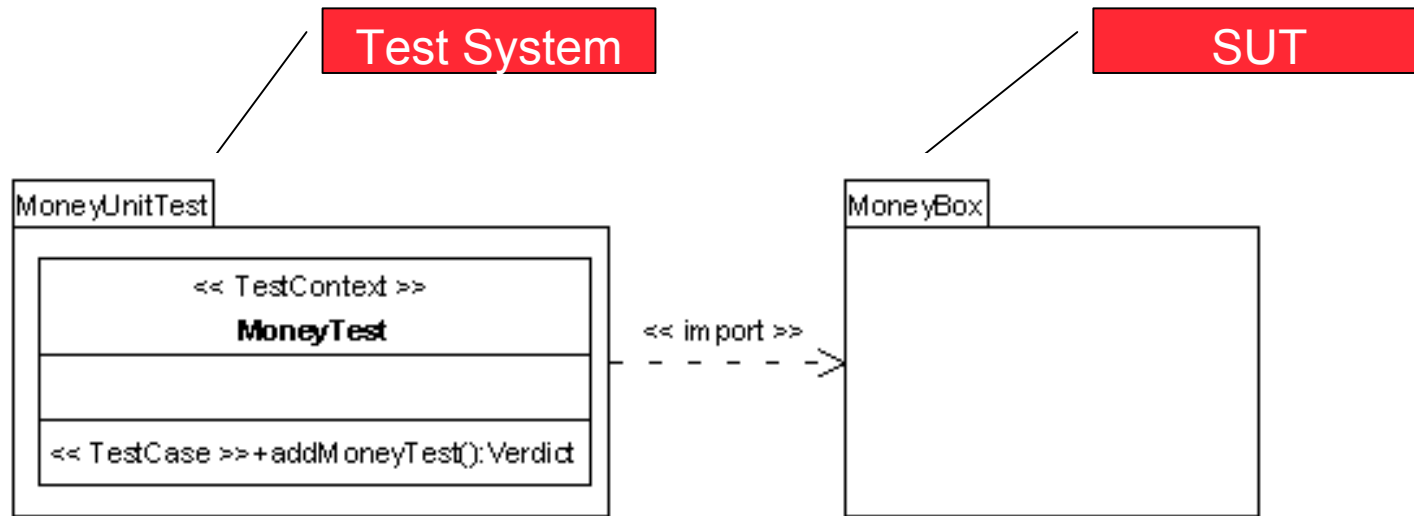 Test System
SUT
MoneyUnitTest
MoneyBox
<< TestContext >>
MoneyTest
<< import >>
<< TestCase >>+addMoneyTest():Verdict